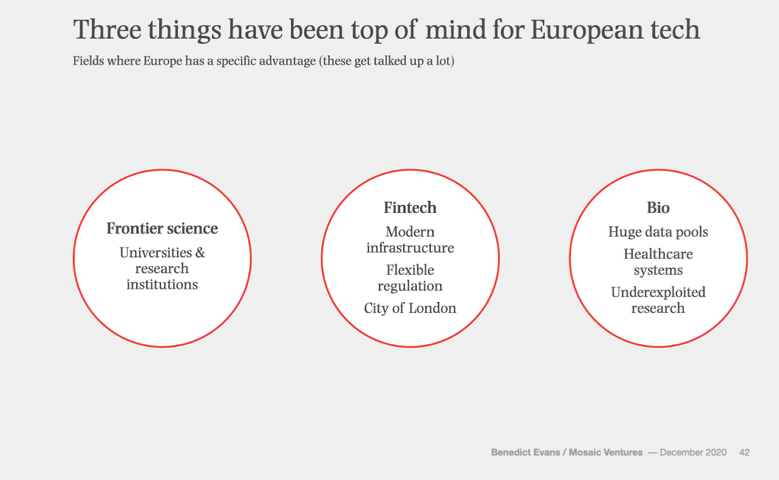 Three things have been top of mind for European tech
Fields where Europe has a specific advantage (these get talked up a lot)
Frontier science
Universities &
research
institutions
Fintech
Modern
infrastructure
Flexible
regulation
City of London
Bio
Huge data pools
Healthcare
systems
Underexploited
research
Benedict Evans / Mosaic Ventures — December 2020 42